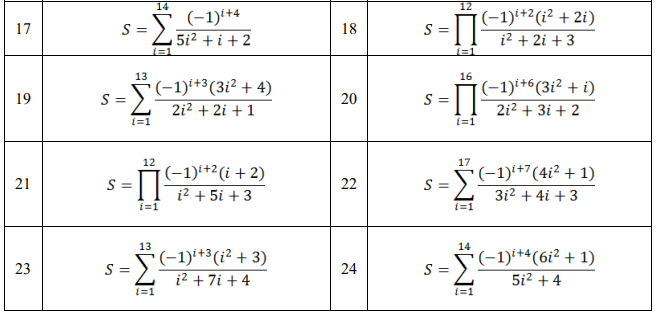 17 S = \sum_{i=1}^{14} \frac{(-1)^{i+4}}{5i^2 + i + 2} 18 S = \prod_{i=1}^{12} \frac{(-1)^{i+2}(i^2 + 2i)}{i^2 + 2i + 3}
19 S = \sum_{i=1}^{13} \frac{(-1)^{i+3}(3i^2 + 4)}{2i^2 + 2i + 1} 20 S = \prod_{i=1}^{16} \frac{(-1)^{i+6}(3i^2 + i)}{2i^2 + 3i + 2}
21 S = \prod_{i=1}^{12} \frac{(-1)^{i+2}(i + 2)}{i^2 + 5i + 3} 22 S = \sum_{i=1}^{17} \frac{(-1)^{i+7}(4i^2 + 1)}{3i^2 + 4i + 3}
23 S = \sum_{i=1}^{13} \frac{(-1)^{i+3}(i^2 + 3)}{i^2 + 7i + 4} 24 S = \sum_{i=1}^{14} \frac{(-1)^{i+4}(6i^2 + 1)}{5i^2 + 4}